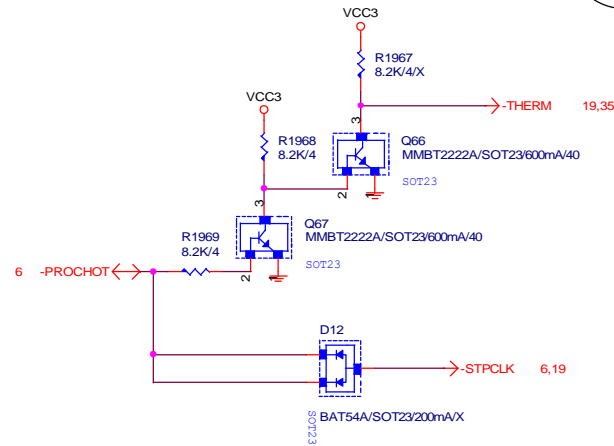 VCC3
R1967
8.2K/4/X
-THERM 19,35
VCC3
R1968
8.2K/4
3
Q66
MMBT2222A/SOT23/600mA/40
SOT23
2
1
3
Q67
MMBT2222A/SOT23/600mA/40
SOT23
R1969
8.2K/4
2
1
6 -PROCHOT
D12
-STPCLK 6,19
SOT23
BAT54A/SOT23/200mA/X